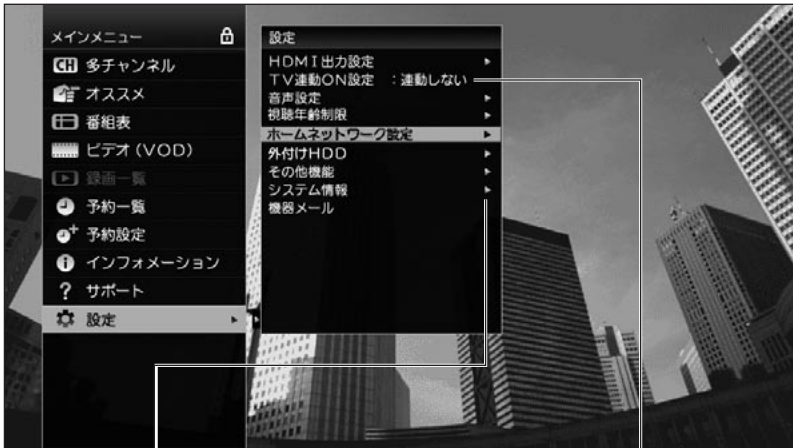 メインメニュー
CH 多チャンネル
オススメ
番組表
ビデオ(VOD)
録画一覧
予約一覧
予約設定
インフォメーション
サポート
設定
設定
HDMI出力設定
TV連動ON設定 :連動しない
音声設定
視聴年齢制限
ホームネットワーク設定
外付けHDD
その他機能
システム情報
機器メール